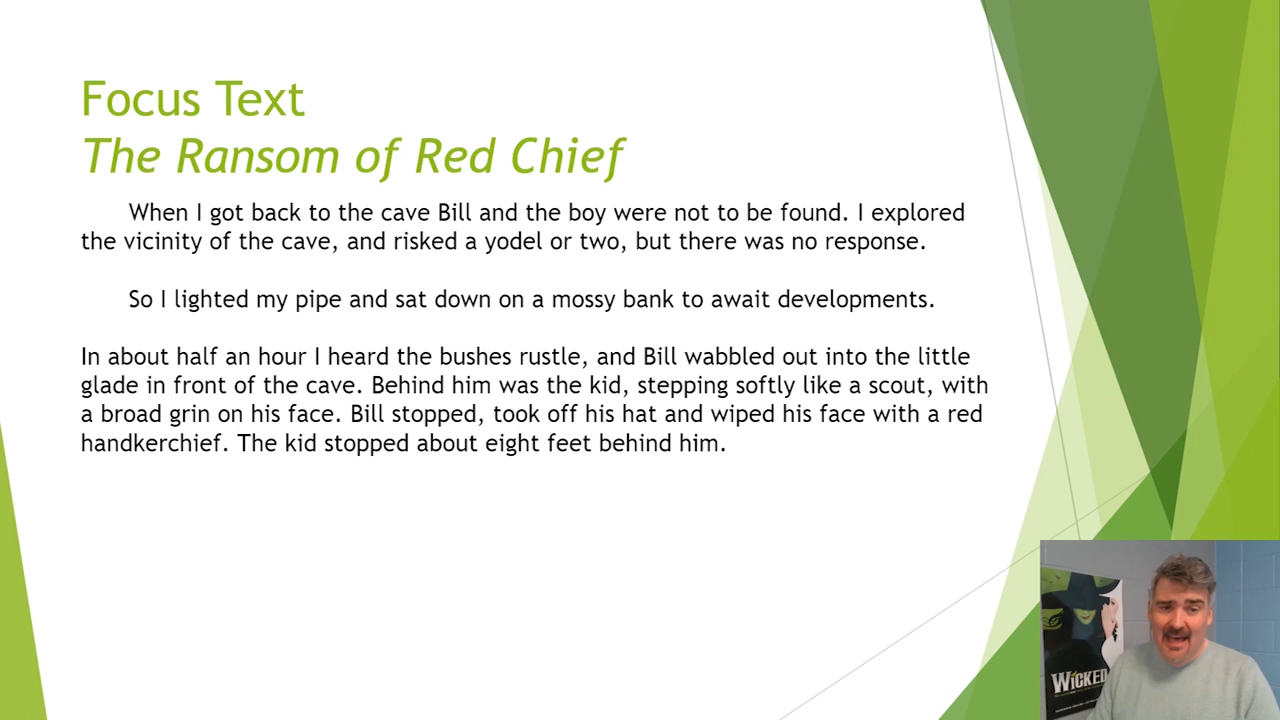 Focus Text
The Ransom of Red Chief
When I got back to the cave Bill and the boy were not to be found. I explored
the vicinity of the cave, and risked a yodel or two, but there was no response.
So I lighted my pipe and sat down on a mossy bank to await developments.
In about half an hour I heard the bushes rustle, and Bill wabbled out into the little
glade in front of the cave. Behind him was the kid, stepping softly like a scout, with
a broad grin on his face. Bill stopped, took off his hat and wiped his face with a red
handkerchief. The kid stopped about eight feet behind him.
WICKED